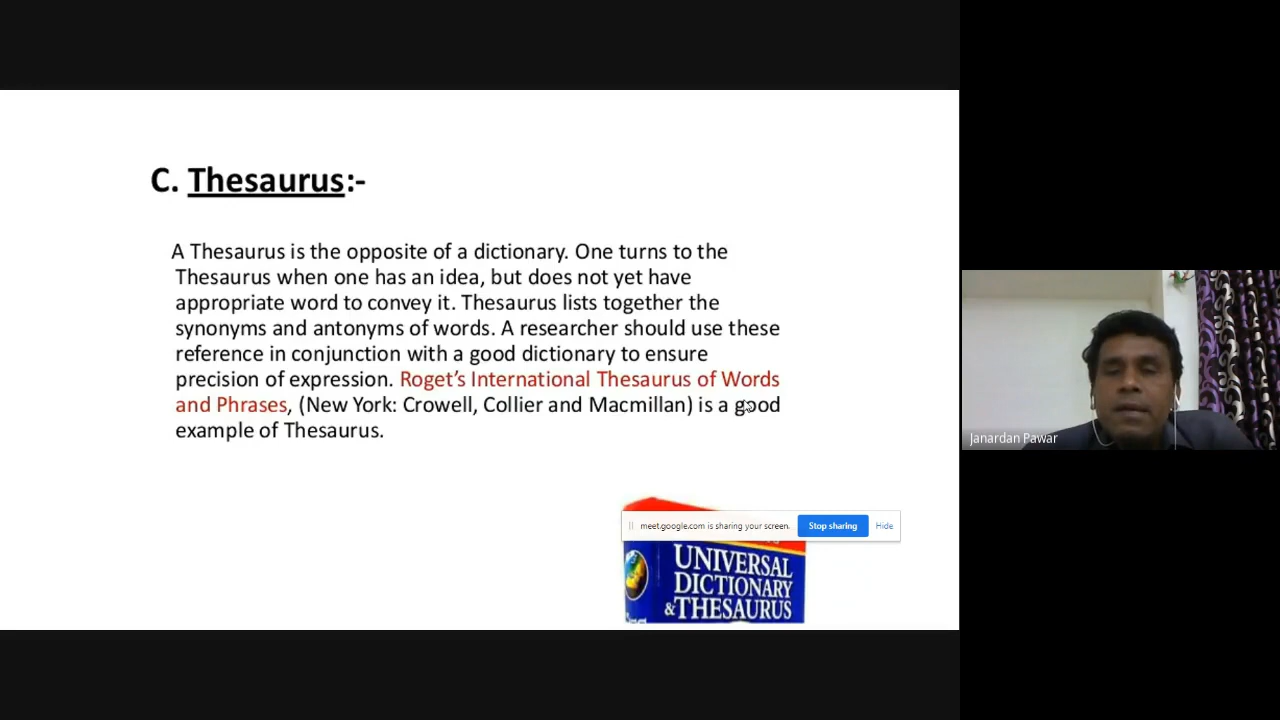 C. Thesaurus:-
A Thesaurus is the opposite of a dictionary. One turns to the
Thesaurus when one has an idea, but does not yet have
appropriate word to convey it. Thesaurus lists together the
synonyms and antonyms of words. A researcher should use these
reference in conjunction with a good dictionary to ensure
precision of expression. Roget’s International Thesaurus of Words
and Phrases, (New York: Crowell, Collier and Macmillan) is a good
example of Thesaurus.
meet.google.com is sharing your screen.
Stop sharing
Hide
UNIVERSAL
DICTIONARY
&THESAURUS
Janardan Pawar